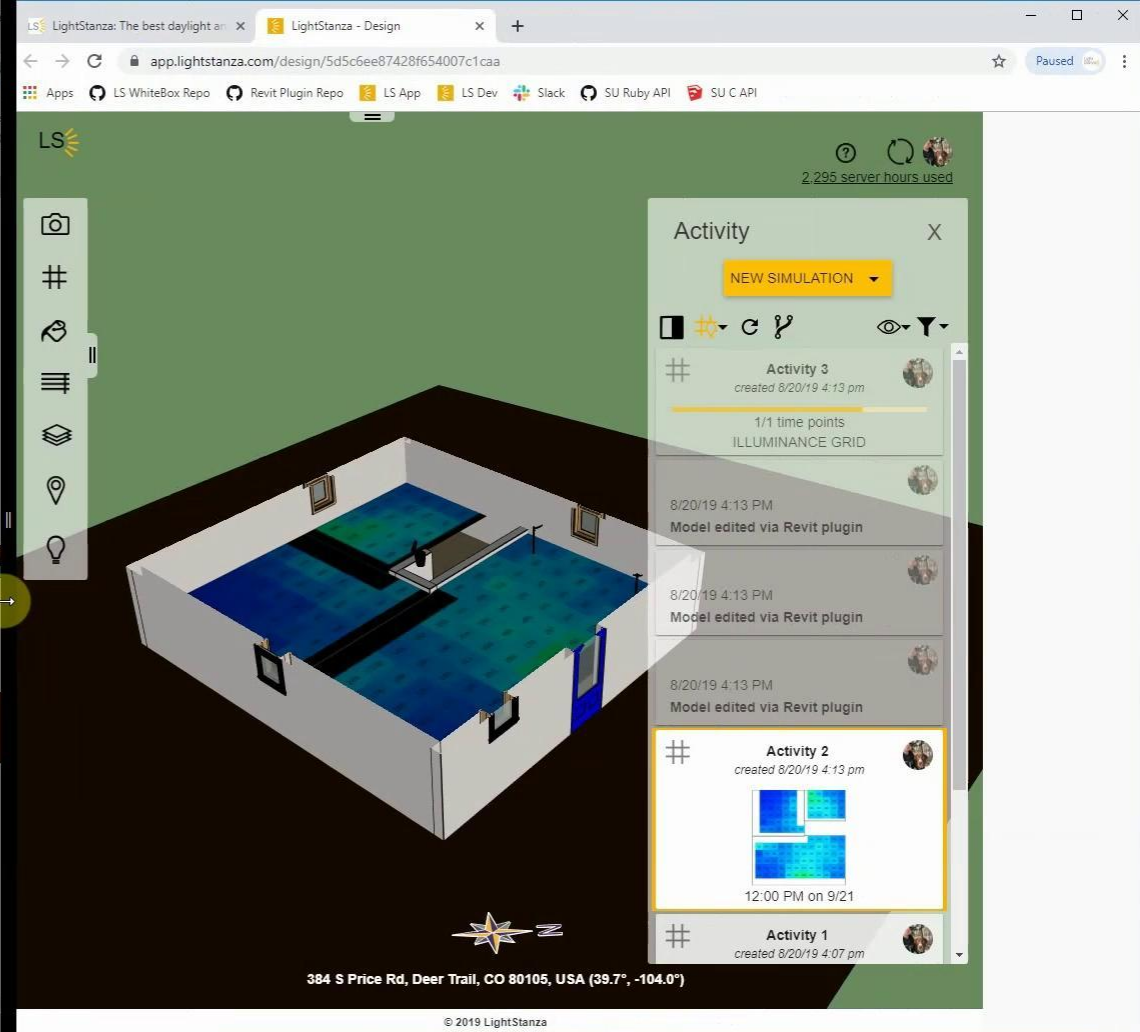 LS LightStanza: The best daylight an
LightStanza - Design
app.lightstanza.com/design/5d5c6ee87428f654007c1caa
Paused
Apps LS WhiteBox Repo Revit Plugin Repo LS App LS Dev Slack SU Ruby API SU C API
LS
?
2,295 server hours used
Activity
X
NEW SIMULATION
Activity 3
created 8/20/19 4:13 pm
1/1 time points
ILLUMINANCE GRID
8/20/19 4:13 PM
Model edited via Revit plugin
8/20/19 4:13 PM
Model edited via Revit plugin
8/20/19 4:13 PM
Model edited via Revit plugin
Activity 2
created 8/20/19 4:13 pm
12:00 PM on 9/21
Activity 1
created 8/20/19 4:07 pm
N
384 S Price Rd, Deer Trail, CO 80105, USA (39.7°, -104.0°)
© 2019 LightStanza